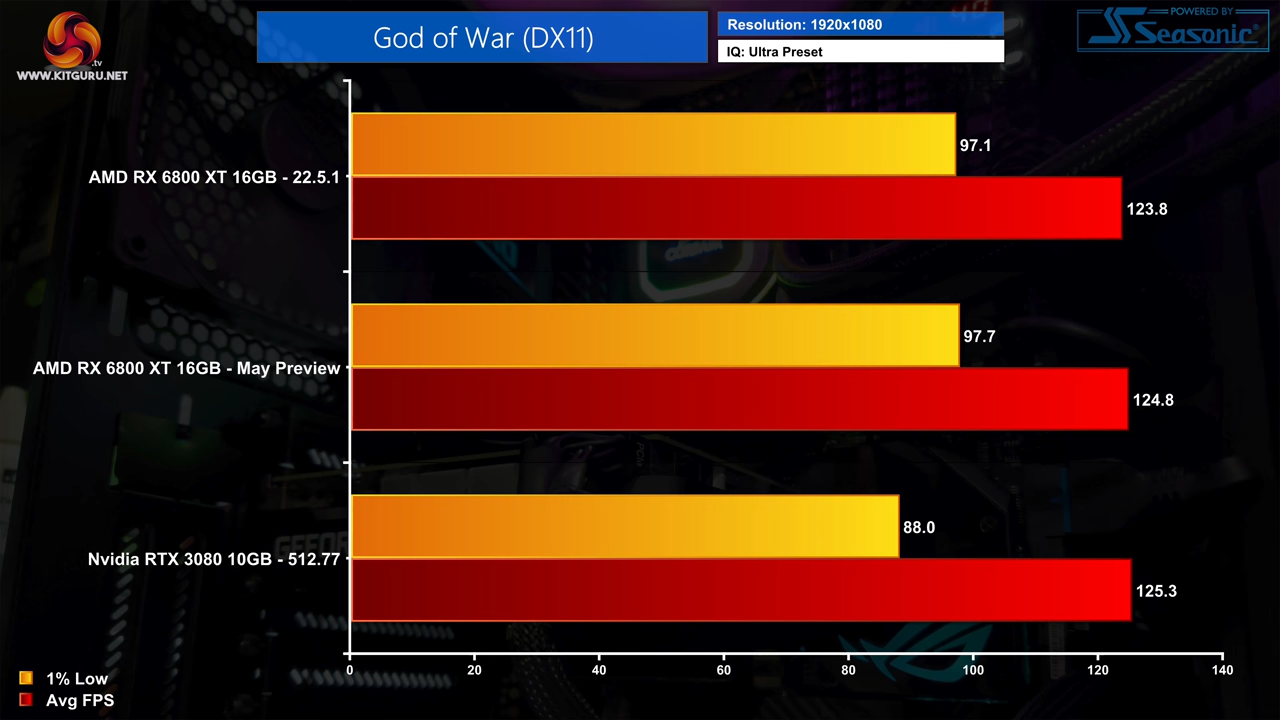 .tv
WWW.KITGURU.NET
God of War (DX11)
Resolution: 1920x1080
IQ: Ultra Preset
POWERED BY
Seasonic
AMD RX 6800 XT 16GB - 22.5.1
97.1
123.8
AMD RX 6800 XT 16GB - May Preview
97.7
124.8
Nvidia RTX 3080 10GB - 512.77
88.0
125.3
0 20 40 60 80 100 120 140
1% Low
Avg FPS